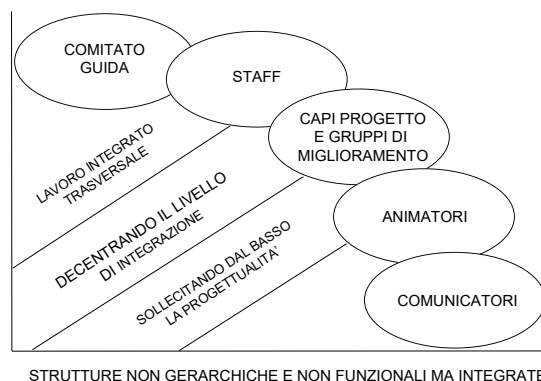 COMITATO
GUIDA
STAFF
CAPI PROGETTO
E GRUPPI DI
MIGLIORAMENTO
LAVORO INTEGRATO
TRASVERSALE
ANIMATORI
DECENTRANDO IL LIVELLO
DI INTEGRAZIONE
SOLLECITANDO DAL BASSO
LA PROGETTUALITA’
COMUNICATORI
STRUTTURE NON GERARCHICHE E NON FUNZIONALI MA INTEGRATE